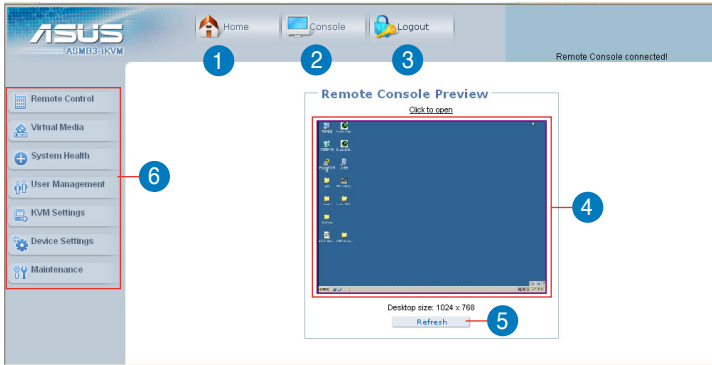 ASUS
ASMB3-iKVM
Home
Console
Logout
1
2
3
Remote Console connected!
Remote Control
Virtual Media
System Health
User Management
KVM Settings
Device Settings
Maintenance
6
Remote Console Preview
Click to open
4
Desktop size: 1024 x 768
Refresh
5